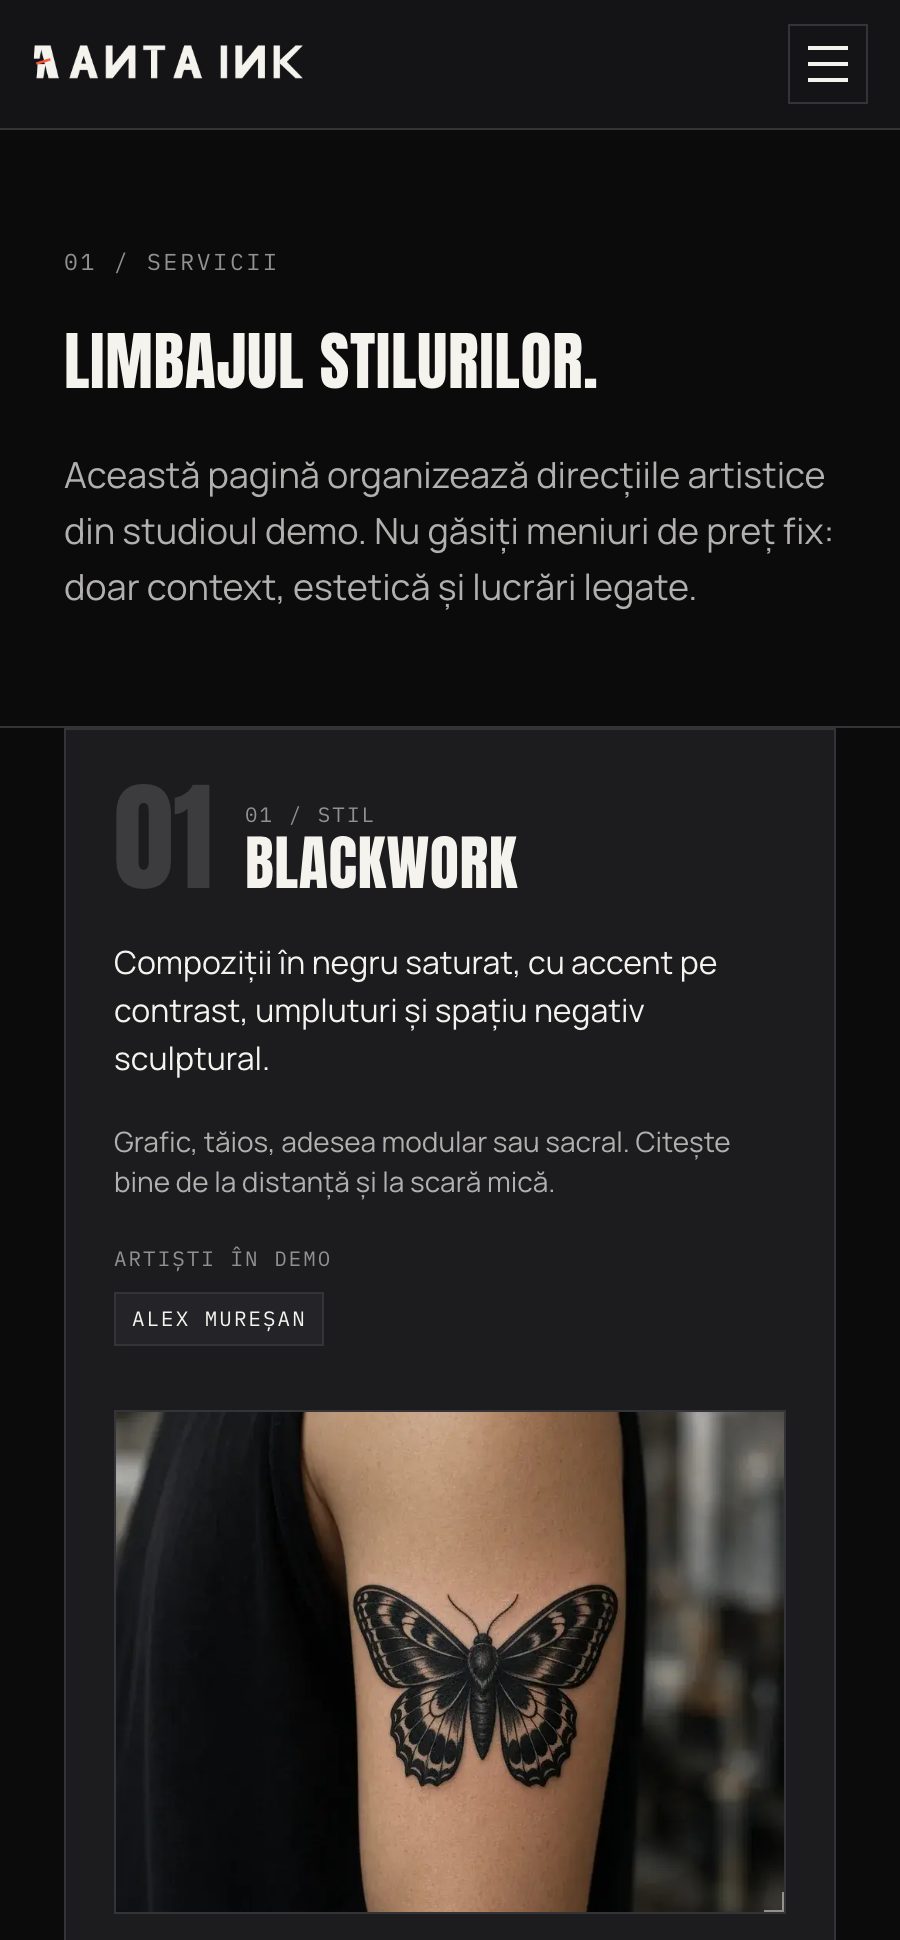 AANTA INK
01 / SERVICII
LIMBAJUL STILURILOR.
Această pagină organizează direcțiile artistice
din studioul demo. Nu găsiți meniuri de preț fix:
doar context, estetică și lucrări legate.
01
01 / STIL
BLACKWORK
Compoziții în negru saturat, cu accent pe
contrast, umpluturi și spațiu negativ
sculptural.
Grafic, tăios, adesea modular sau sacral. Citește
bine de la distanță și la scară mică.
ARTIȘTI ÎN DEMO
ALEX MUREȘAN